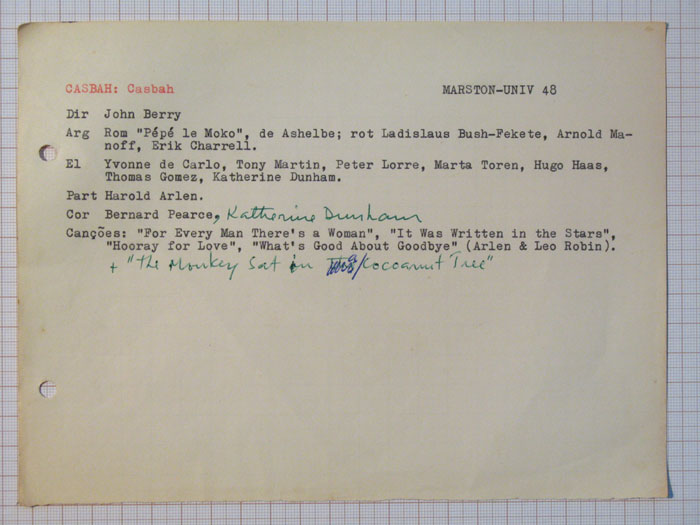 CASBAH: Casbah MARSTON-UNIV 48
Dir John Berry
Arg Rom "Pépé le Moko", de Ashelbe; rot Ladislaus Bush-Fekete, Arnold Ma-
noff, Erik Charrell.
El Yvonne de Carlo, Tony Martin, Peter Lorre, Marta Toren, Hugo Haas,
Thomas Gomez, Katherine Dunham.
Part Harold Arlen.
Cor Bernard Pearce, Katherine Dunham
Canções: "For Every Man There's a Woman", "It Was Written in the Stars",
"Hooray for Love", "What's Good About Goodbye" (Arlen & Leo Robin).
+ "The Monkey Sat in / Cocoanut Tree"